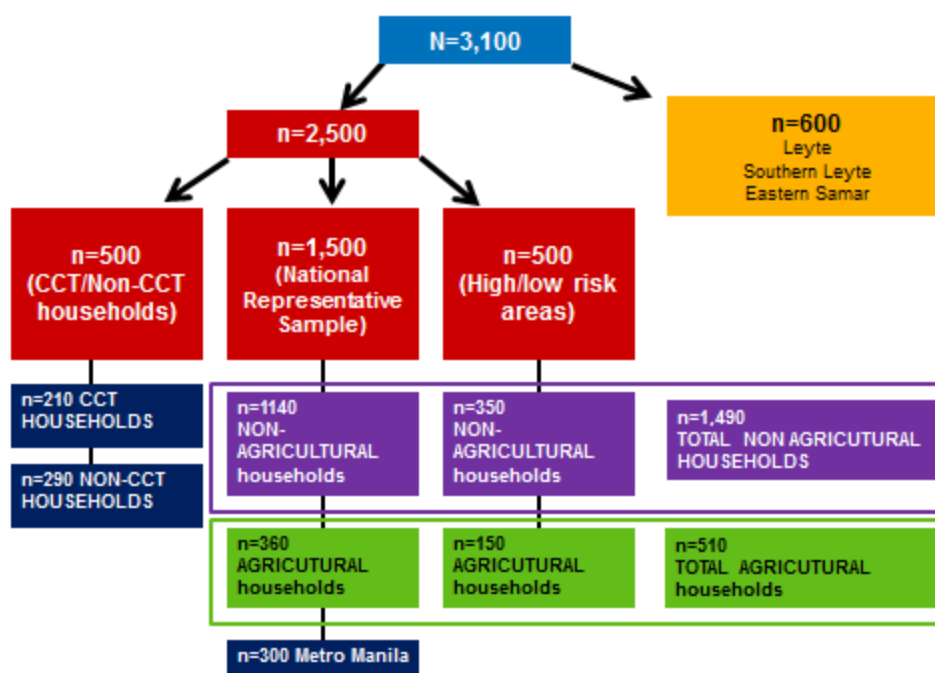 N=3,100
n=2,500
n=600
Leyte
Southern Leyte
Eastern Samar
n=500
(CCT/Non-CCT
households)
n=1,500
(National
Representative
Sample)
n=500
(High/low risk
areas)
n=210 CCT
HOUSEHOLDS
n=290 NON-CCT
HOUSEHOLDS
n=1140
NON-
AGRICULTURAL
households
n=350
NON-
AGRICULTURAL
households
n=1,490
TOTAL NON AGRICUTURAL
HOUSEHOLDS
n=360
AGRICUTURAL
households
n=150
AGRICUTURAL
households
n=510
TOTAL AGRICUTURAL
households
n=300 Metro Manila